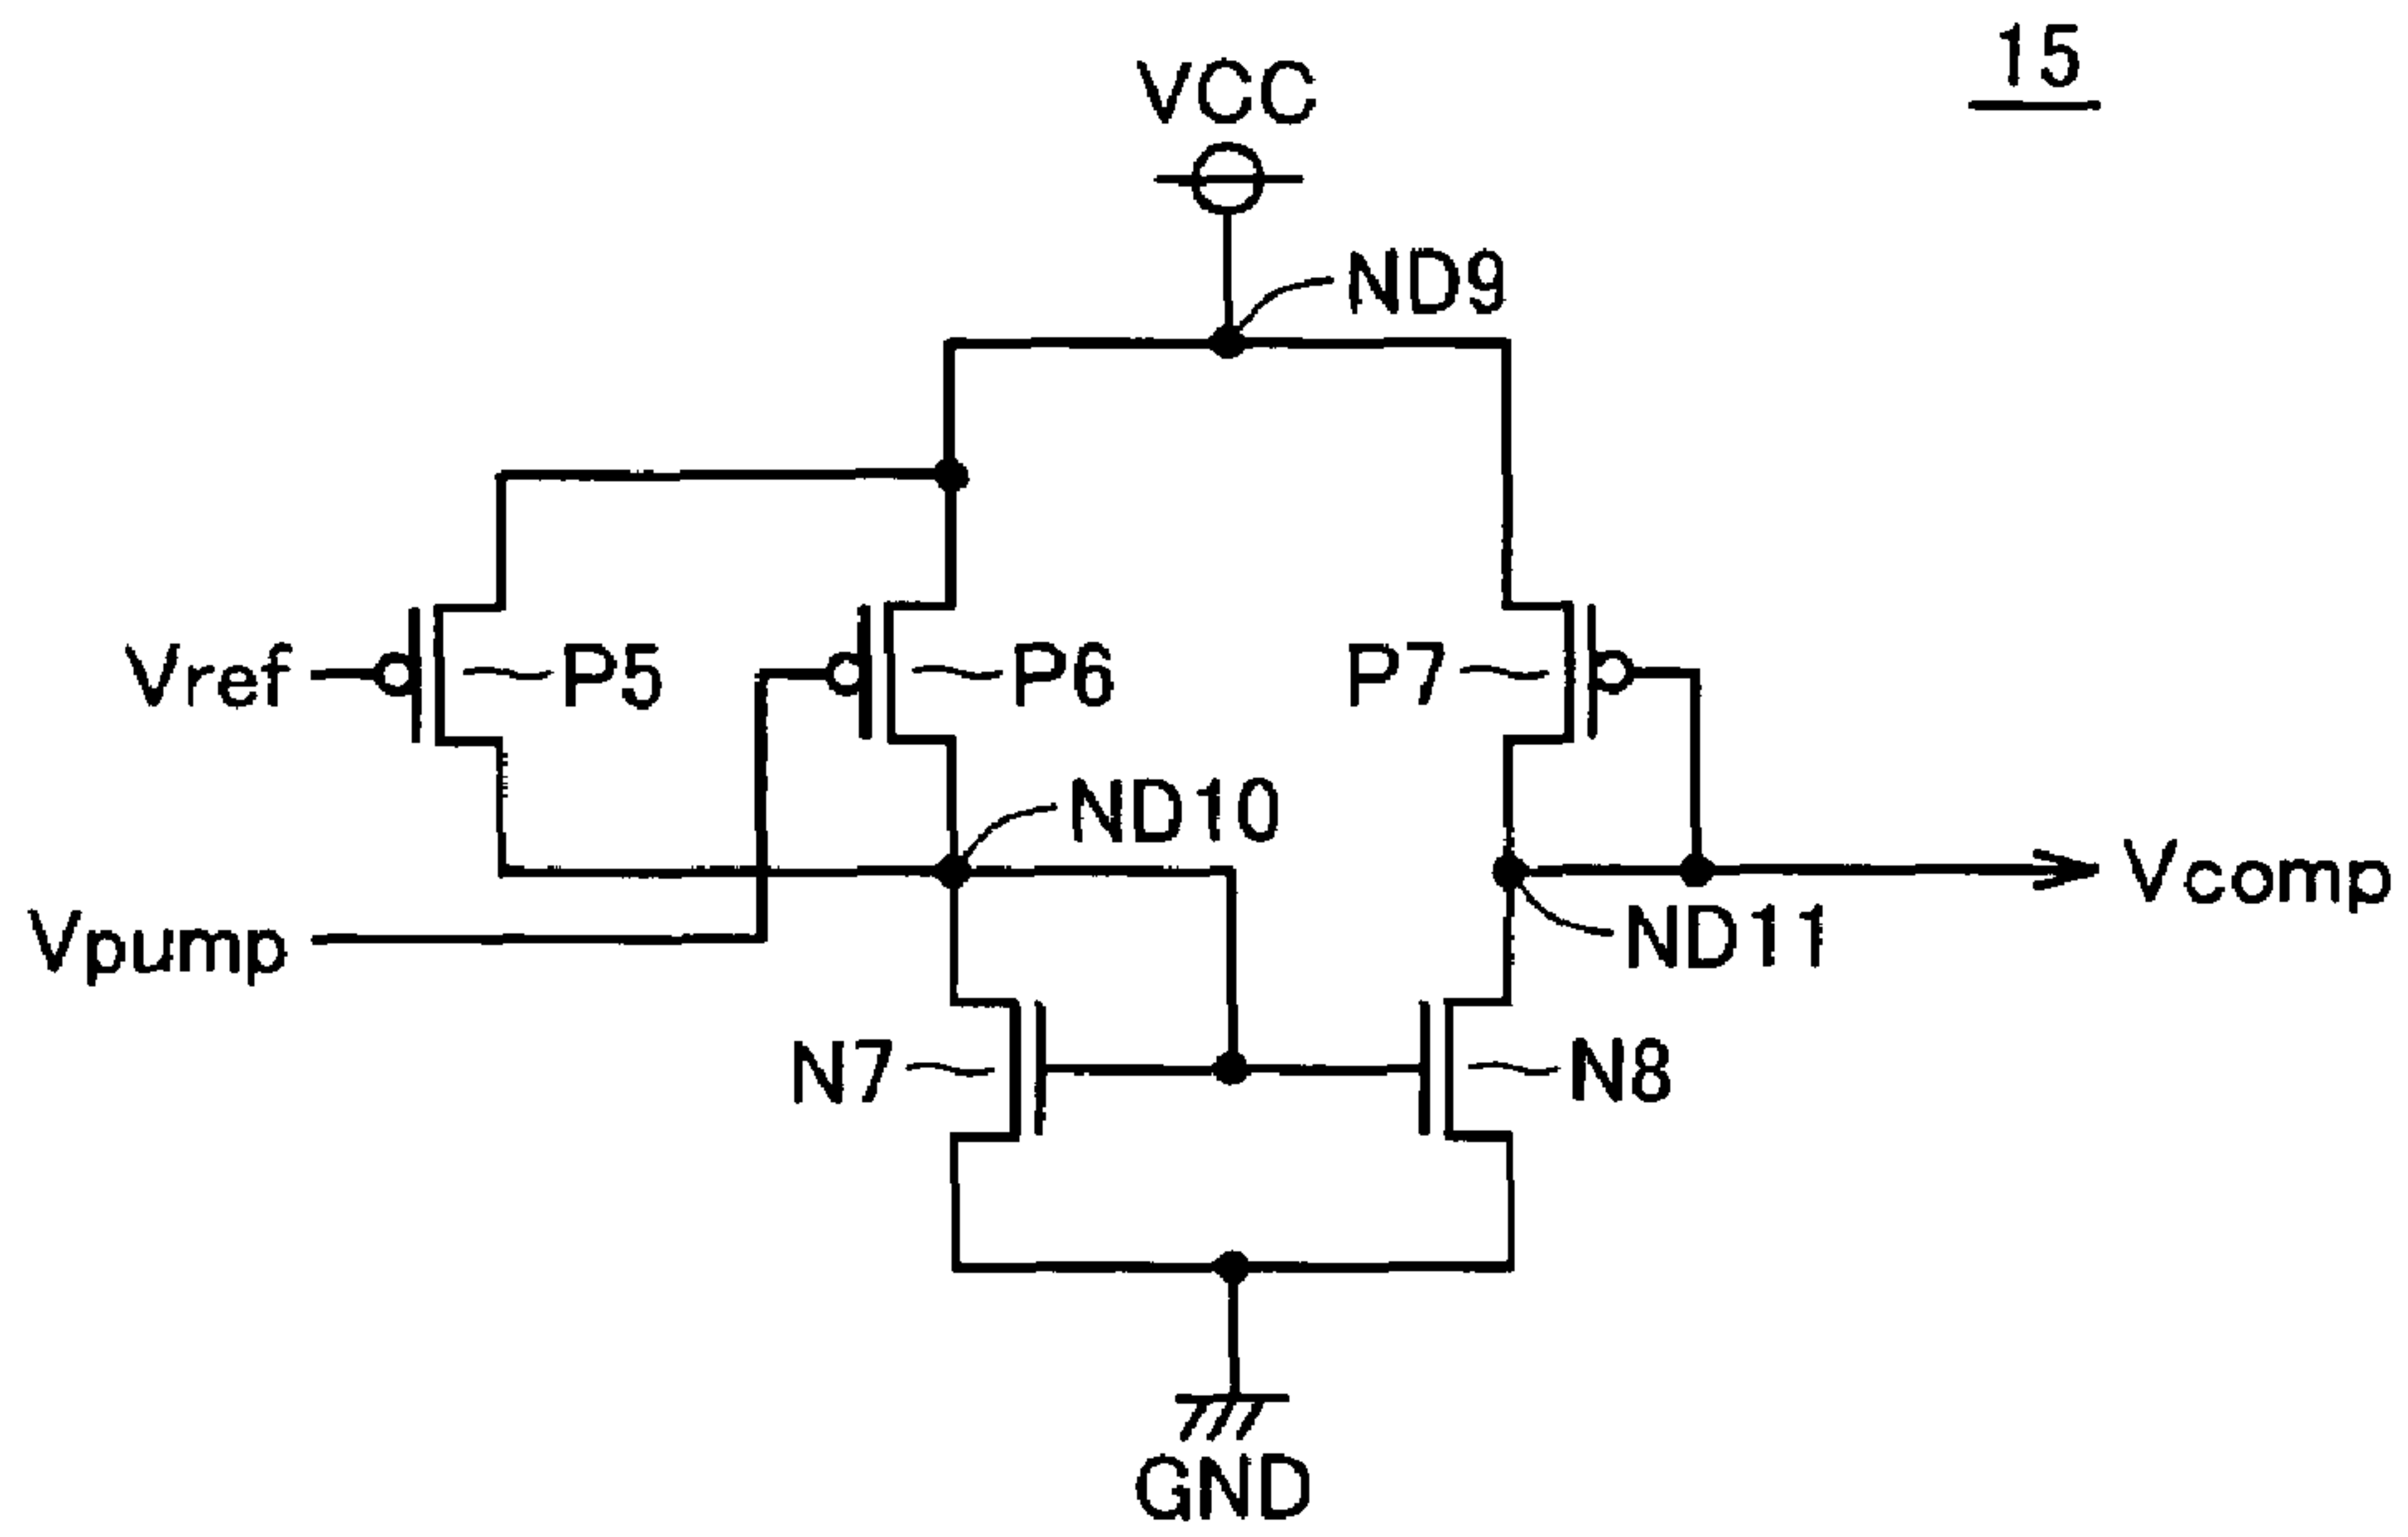 15
VCC
ND9
Vref
P5
P6
P7
ND10
Vcomp
Vpump
ND11
N7
N8
GND